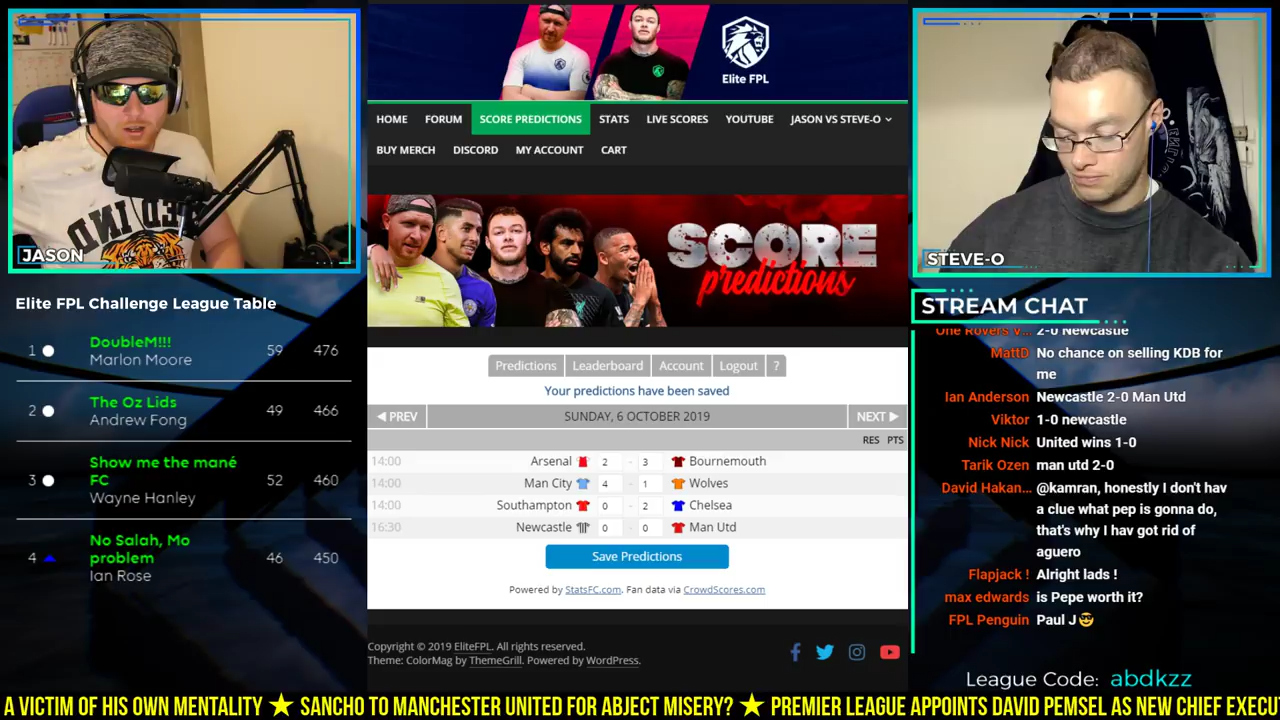 JASON
Elite FPL Challenge League Table
1 DoubleM!!! 59 476
Marlon Moore
2 The Oz Lids 49 466
Andrew Fong
3 Show me the mané 52 460
FC
Wayne Hanley
4 No Salah, Mo 46 450
problem
Ian Rose
Elite FPL
HOME FORUM SCORE PREDICTIONS STATS LIVE SCORES YOUTUBE JASON VS STEVE-O
BUY MERCH DISCORD MY ACCOUNT CART
SCORE
predictions
Predictions Leaderboard Account Logout ?
Your predictions have been saved
◀ PREV SUNDAY, 6 OCTOBER 2019 NEXT ▶
RES PTS
14:00 Arsenal 2 - 3 Bournemouth
14:00 Man City 4 - 1 Wolves
14:00 Southampton 0 - 2 Chelsea
16:30 Newcastle 0 - 0 Man Utd
Save Predictions
Powered by StatsFC.com. Fan data via CrowdScores.com
Copyright © 2019 EliteFPL. All rights reserved.
Theme: ColorMag by ThemeGrill. Powered by WordPress.
STEVE-O
STREAM CHAT
One Rovers V... 2-0 Newcastle
MattD No chance on selling KDB for
me
Ian Anderson Newcastle 2-0 Man Utd
Viktor 1-0 newcastle
Nick Nick United wins 1-0
Tarik Ozen man utd 2-0
David Hakan... @kamran, honestly I don't hav
a clue what pep is gonna do,
that's why I hav got rid of
aguero
Flapjack ! Alright lads !
max edwards is Pepe worth it?
FPL Penguin Paul J😎
League Code: abdkzz
A VICTIM OF HIS OWN MENTALITY ★ SANCHO TO MANCHESTER UNITED FOR ABJECT MISERY? ★ PREMIER LEAGUE APPOINTS DAVID PEMSEL AS NEW CHIEF EXECU